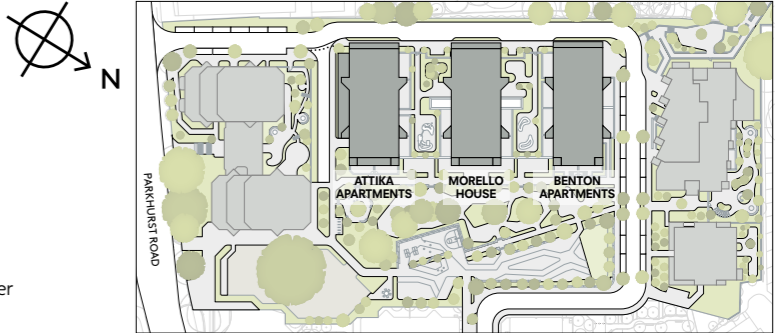 N
ATTIKA
APARTMENTS
MORELLO
HOUSE
BENTON
APARTMENTS
PARKHURST ROAD
er